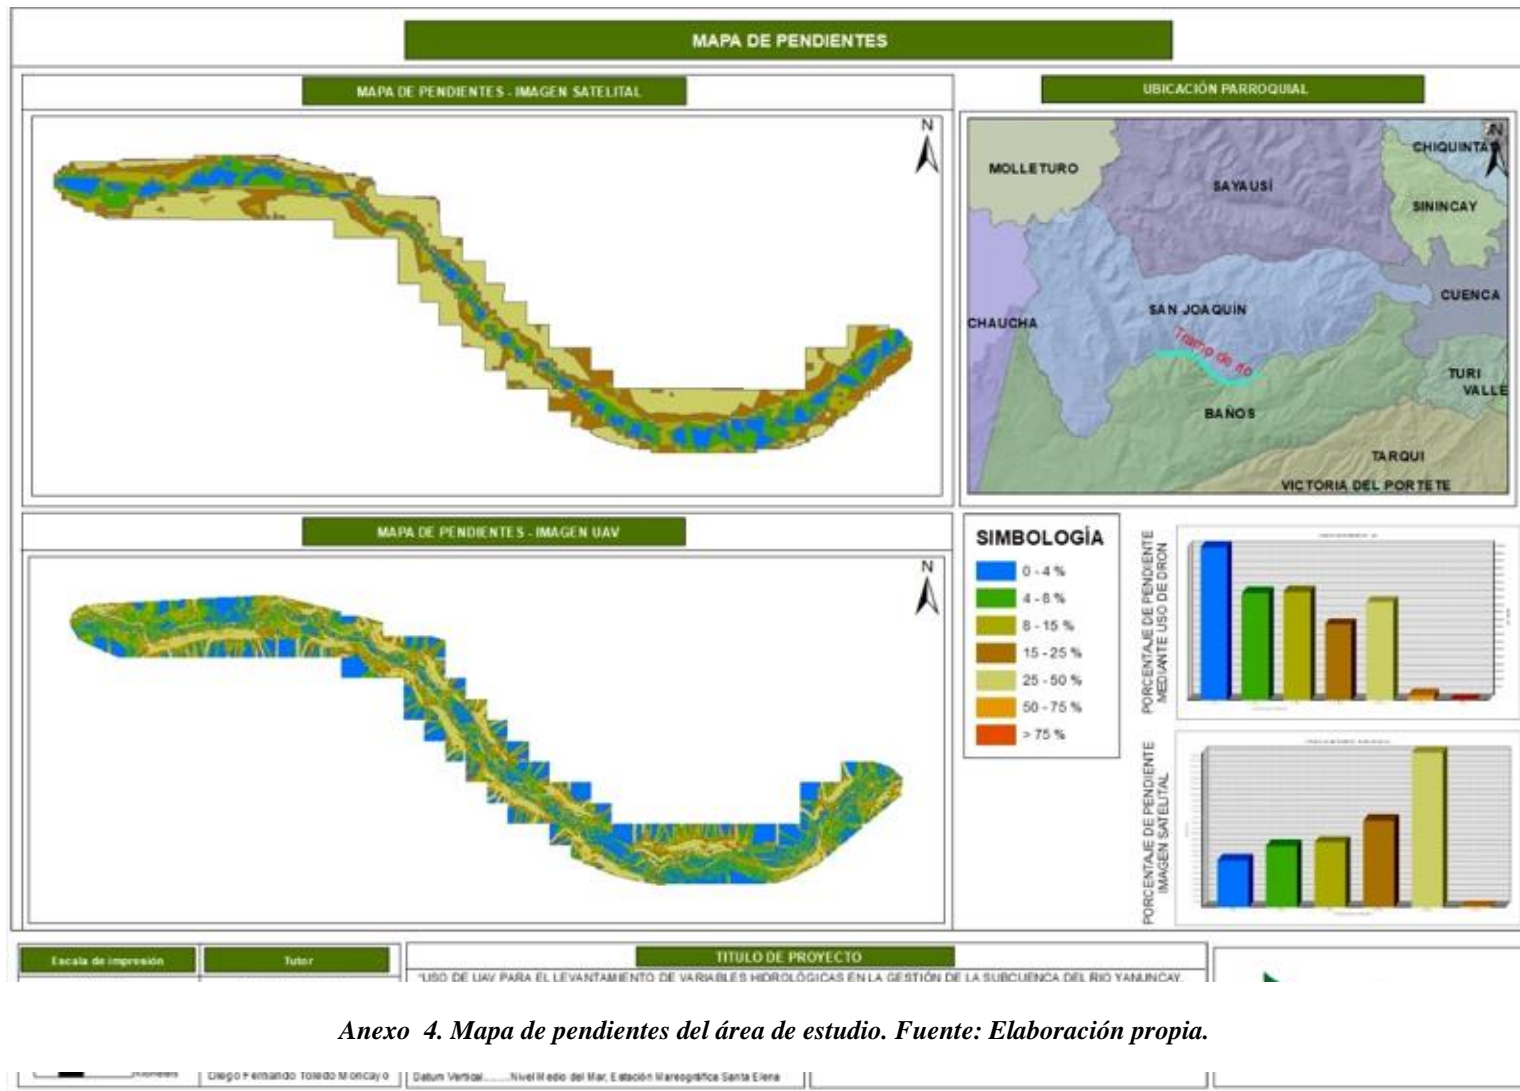 MAPA DE PENDIENTES
MAPA DE PENDIENTES - IMAGEN SATELITAL
N
UBICACIÓN PARROQUIAL
N
MOLLETURO
SAYAUSÍ
CHIQUINTA
SININCAY
CUENCA
SAN JOAQUÍN
CHAUCHA
Tramo de rio
TURI
VALLE
BAÑOS
TARQUI
VICTORIA DEL PORTETE
MAPA DE PENDIENTES - IMAGEN UAV
N
SIMBOLOGÍA
0 - 4 %
4 - 8 %
8 - 15 %
15 - 25 %
25 - 50 %
50 - 75 %
> 75 %
PORCENTAJE DE PENDIENTE
MEDIANTE USO DE DRON
PORCENTAJE DE PENDIENTE
IMAGEN SATELITAL
Escala de impresión
Tutor
TITULO DE PROYECTO
"USO DE UAV PARA EL LEVANTAMIENTO DE VARIABLES HIDROLÓGICAS EN LA GESTIÓN DE LA SUBCUENCA DEL RIO YANUNCAY.
Anexo 4. Mapa de pendientes del área de estudio. Fuente: Elaboración propia.
Kilometers
Diego Fernando Toledo Moncayo
Datum Vertical.........Nivel Medio del Mar, Estación Mareográfica Santa Elena